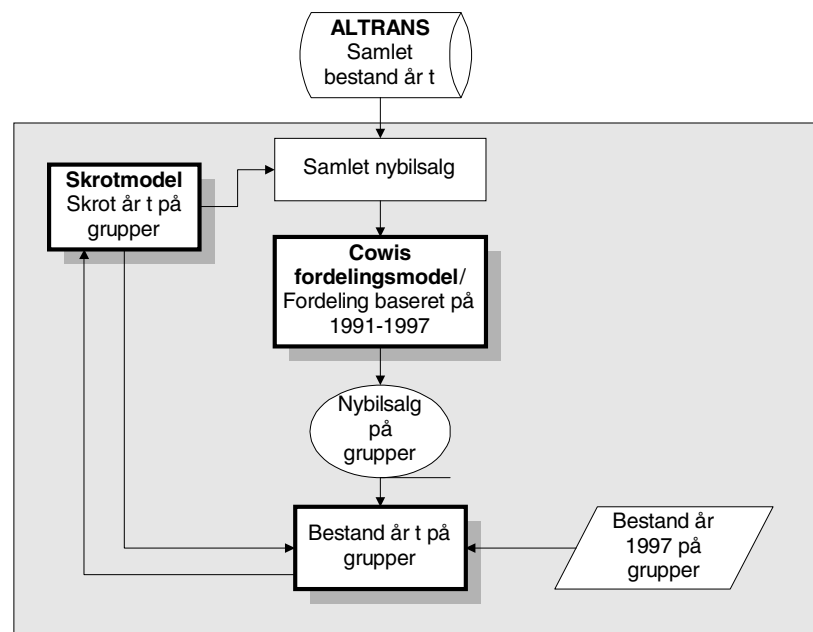 ALTRANS
Samlet
bestand år t
Samlet nybilsalg
Skrotmodel
Skrot år t på
grupper
Cowis
fordelingsmodel/
Fordeling baseret på
1991-1997
Nybilsalg
på
grupper
Bestand år t på
grupper
Bestand år
1997 på
grupper